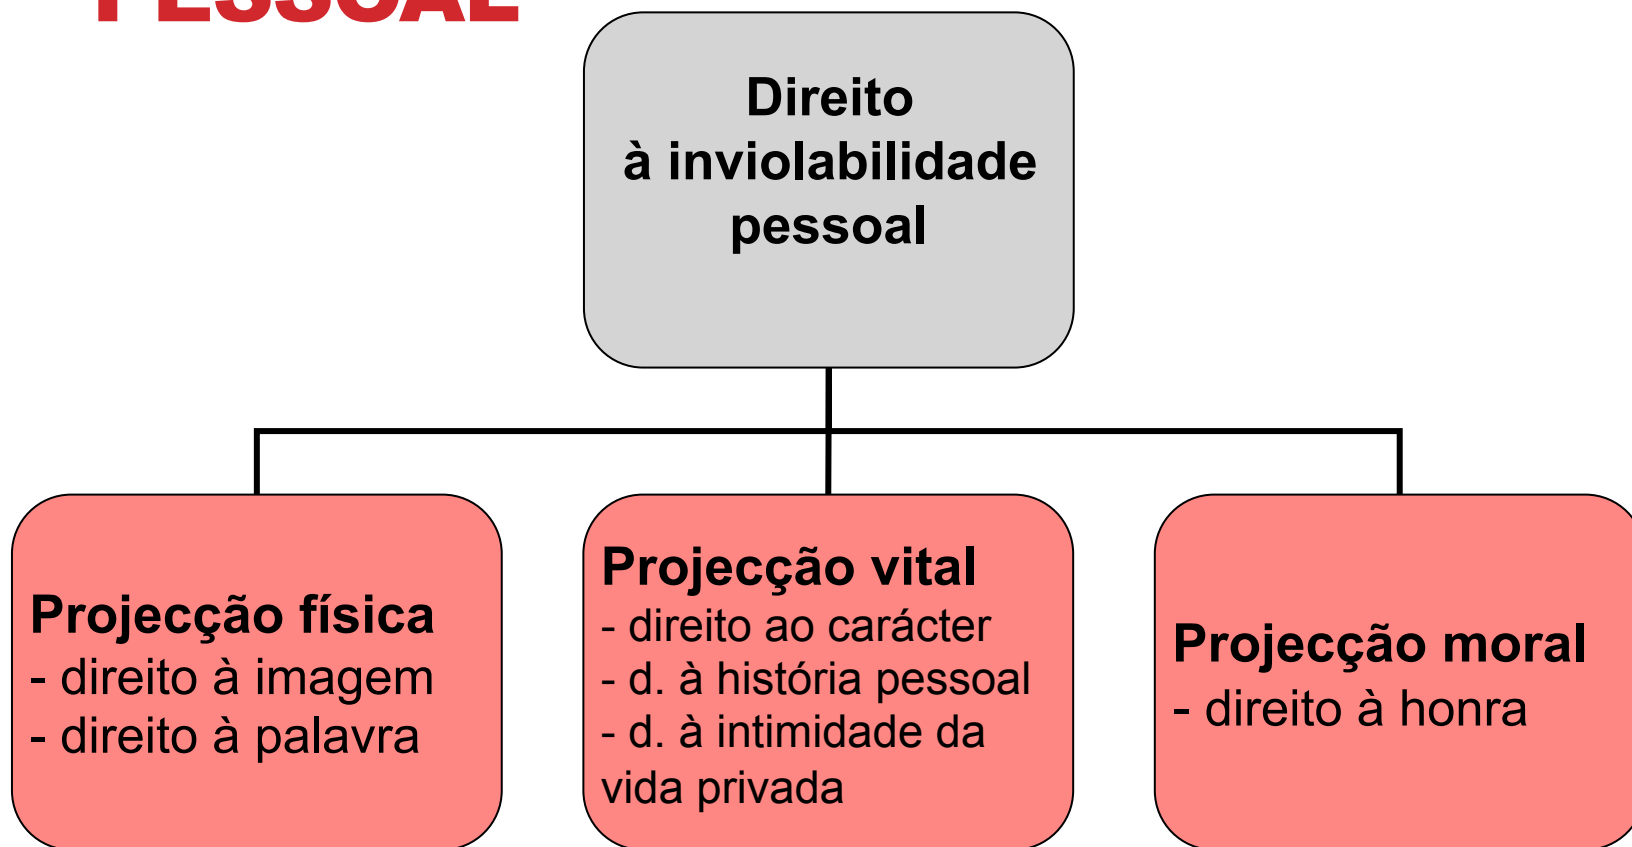 PESSOAL
Direito
à inviolabilidade
pessoal
Projecção física
- direito à imagem
- direito à palavra
Projecção vital
- direito ao carácter
- d. à história pessoal
- d. à intimidade da
vida privada
Projecção moral
- direito à honra